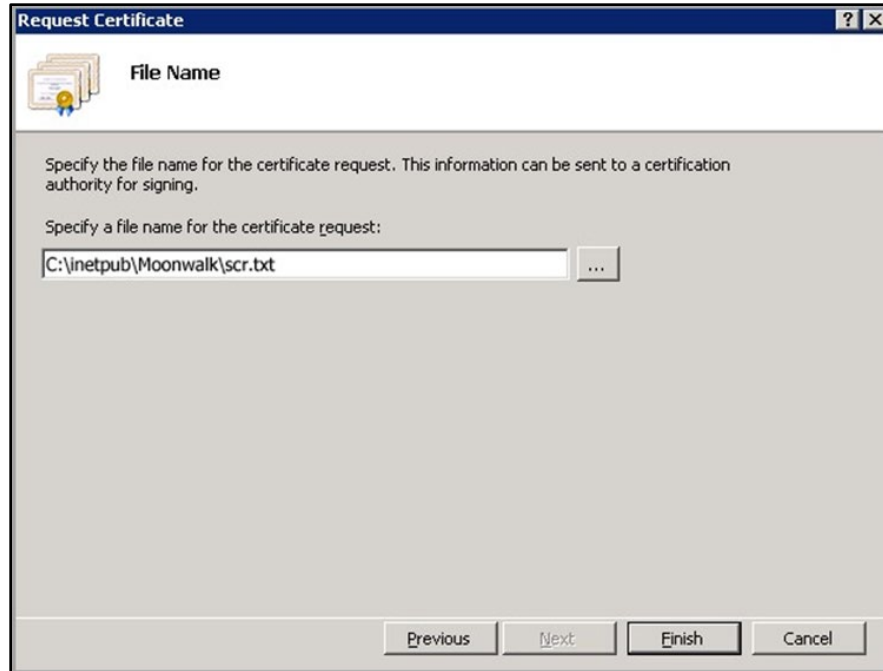 Request Certificate
File Name
Specify the file name for the certificate request. This information can be sent to a certification
authority for signing.
Specify a file name for the certificate request:
C:\inetpub\Moonwalk\scr.txt
...
Previous
Next
Finish
Cancel